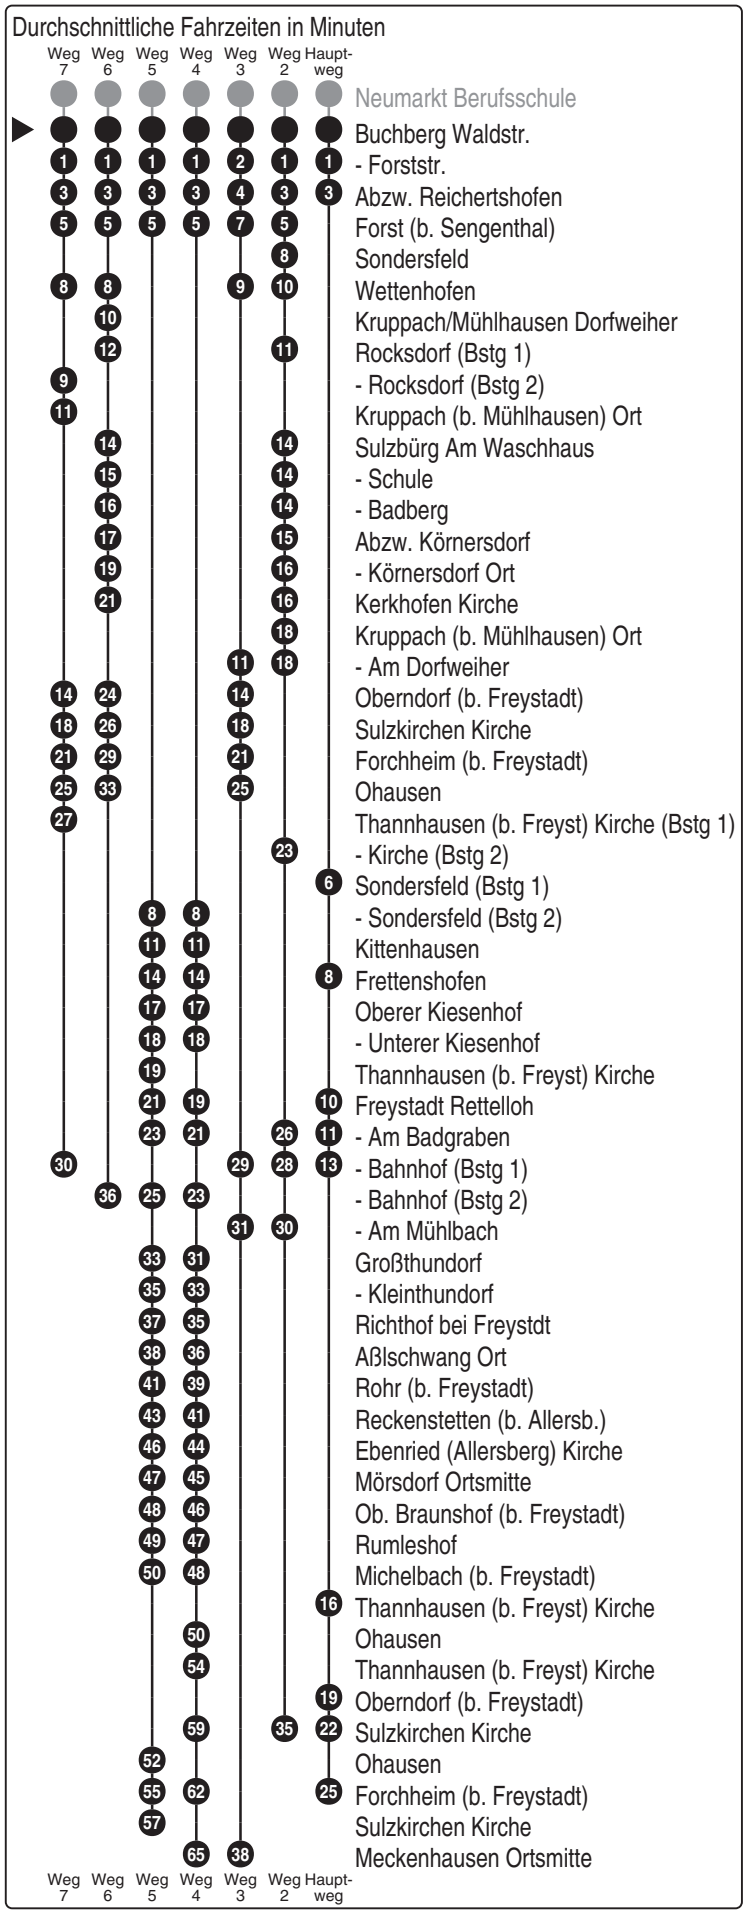 Durchschnittliche Fahrzeiten in Minuten
Weg Weg Weg Weg Weg Weg Haupt-
7 6 5 4 3 2 weg
Neumarkt Berufsschule
Buchberg Waldstr.
1 1 1 1 2 1 1 - Forststr.
3 3 3 3 4 3 3 Abzw. Reichertshofen
5 5 5 5 7 5 Forst (b. Sengenthal)
8 Sondersfeld
8 8 9 10 Wettenhofen
10 Kruppach/Mühlhausen Dorfweiher
12 11 Rocksdorf (Bstg 1)
9 - Rocksdorf (Bstg 2)
11 Kruppach (b. Mühlhausen) Ort
14 14 Sulzbürg Am Waschhaus
15 14 - Schule
16 14 - Badberg
17 15 Abzw. Körnersdorf
19 16 - Körnersdorf Ort
21 16 Kerkhofen Kirche
18 Kruppach (b. Mühlhausen) Ort
11 18 - Am Dorfweiher
14 24 14 Oberndorf (b. Freystadt)
18 26 18 Sulzkirchen Kirche
21 29 21 Forchheim (b. Freystadt)
25 33 25 Ohausen
27 Thannhausen (b. Freyst) Kirche (Bstg 1)
23 - Kirche (Bstg 2)
6 Sondersfeld (Bstg 1)
8 8 - Sondersfeld (Bstg 2)
11 11 Kittenhausen
14 14 8 Frettenshofen
17 17 Oberer Kiesenhof
18 18 - Unterer Kiesenhof
19 Thannhausen (b. Freyst) Kirche
21 19 10 Freystadt Rettelloh
23 21 26 11 - Am Badgraben
30 29 28 13 - Bahnhof (Bstg 1)
36 25 23 - Bahnhof (Bstg 2)
31 30 - Am Mühlbach
33 31 Großthundorf
35 33 - Kleinthundorf
37 35 Richthof bei Freystdt
38 36 Aßlschwang Ort
41 39 Rohr (b. Freystadt)
43 41 Reckenstetten (b. Allersb.)
46 44 Ebenried (Allersberg) Kirche
47 45 Mörsdorf Ortsmitte
48 46 Ob. Braunshof (b. Freystadt)
49 47 Rumleshof
50 48 Michelbach (b. Freystadt)
16 Thannhausen (b. Freyst) Kirche
50 Ohausen
54 Thannhausen (b. Freyst) Kirche
19 Oberndorf (b. Freystadt)
59 35 22 Sulzkirchen Kirche
52 Ohausen
55 62 25 Forchheim (b. Freystadt)
57 Sulzkirchen Kirche
65 38 Meckenhausen Ortsmitte
Weg Weg Weg Weg Weg Weg Haupt-
7 6 5 4 3 2 weg